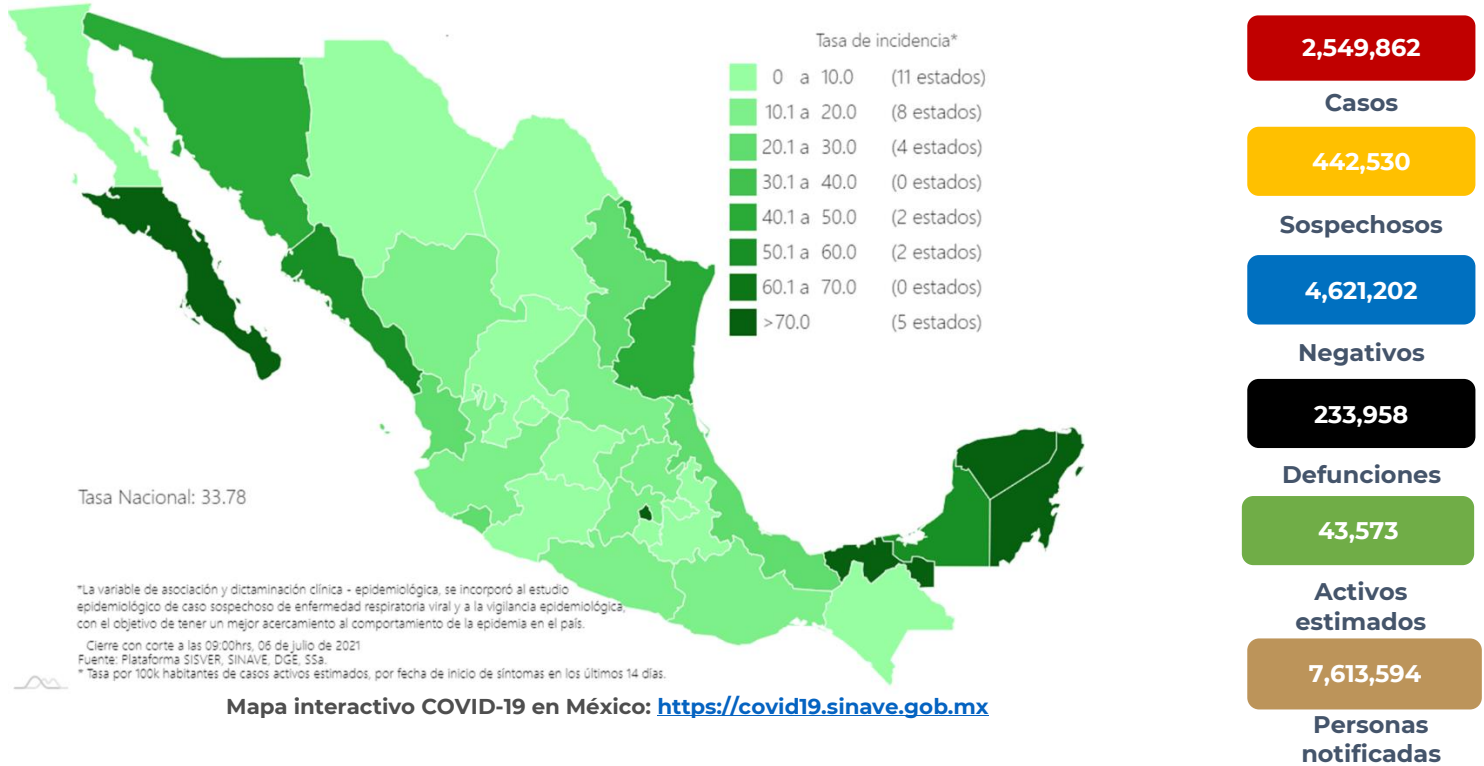 Tasa de incidencia*
0 a 10.0 (11 estados)
10.1 a 20.0 (8 estados)
20.1 a 30.0 (4 estados)
30.1 a 40.0 (0 estados)
40.1 a 50.0 (2 estados)
50.1 a 60.0 (2 estados)
60.1 a 70.0 (0 estados)
>70.0 (5 estados)
Tasa Nacional: 33.78
*La variable de asociación y dictaminación clínica - epidemiológica, se incorporó al estudio
epidemiológico de caso sospechoso de enfermedad respiratoria viral y a la vigilancia epidemiológica,
con el objetivo de tener un mejor acercamiento al comportamiento de la epidemia en el país.
Cierre con corte a las 09:00hrs, 06 de julio de 2021
Fuente: Plataforma SISVER, SINAVE, DGE, SSa.
* Tasa por 100k habitantes de casos activos estimados, por fecha de inicio de síntomas en los últimos 14 días.
Mapa interactivo COVID-19 en México: https://covid19.sinave.gob.mx
2,549,862
Casos
442,530
Sospechosos
4,621,202
Negativos
233,958
Defunciones
43,573
Activos
estimados
7,613,594
Personas
notificadas